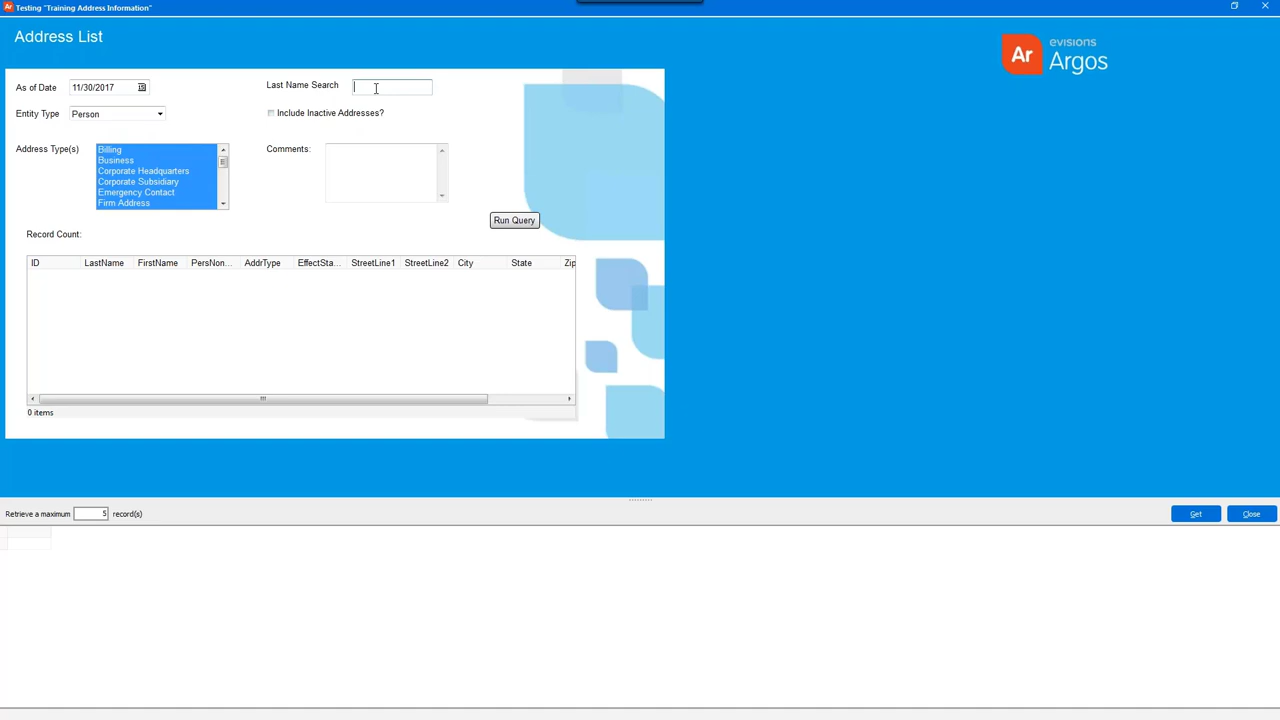 Ar Testing "Training Address Information"
Address List
Ar evisions Argos
As of Date 11/30/2017
Last Name Search
Entity Type Person
Include Inactive Addresses?
Address Type(s)
Billing
Business
Corporate Headquarters
Corporate Subsidiary
Emergency Contact
Firm Address
Comments:
Run Query
Record Count:
ID LastName FirstName PersNon... AddrType EffectSta... StreetLine1 StreetLine2 City State Zip
0 items
Retrieve a maximum 5 record(s)
Get Close